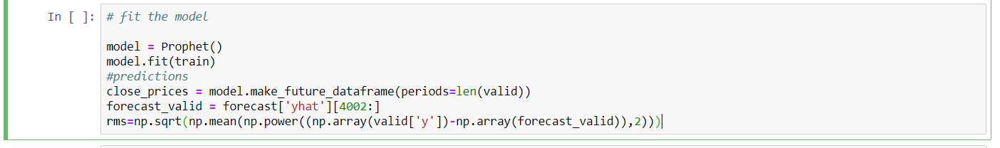 In [ ]: # fit the model
model = Prophet()
model.fit(train)
#predictions
close_prices = model.make_future_dataframe(periods=len(valid))
forecast_valid = forecast['yhat'][4002:]
rms=np.sqrt(np.mean(np.power((np.array(valid['y'])-np.array(forecast_valid)),2)))